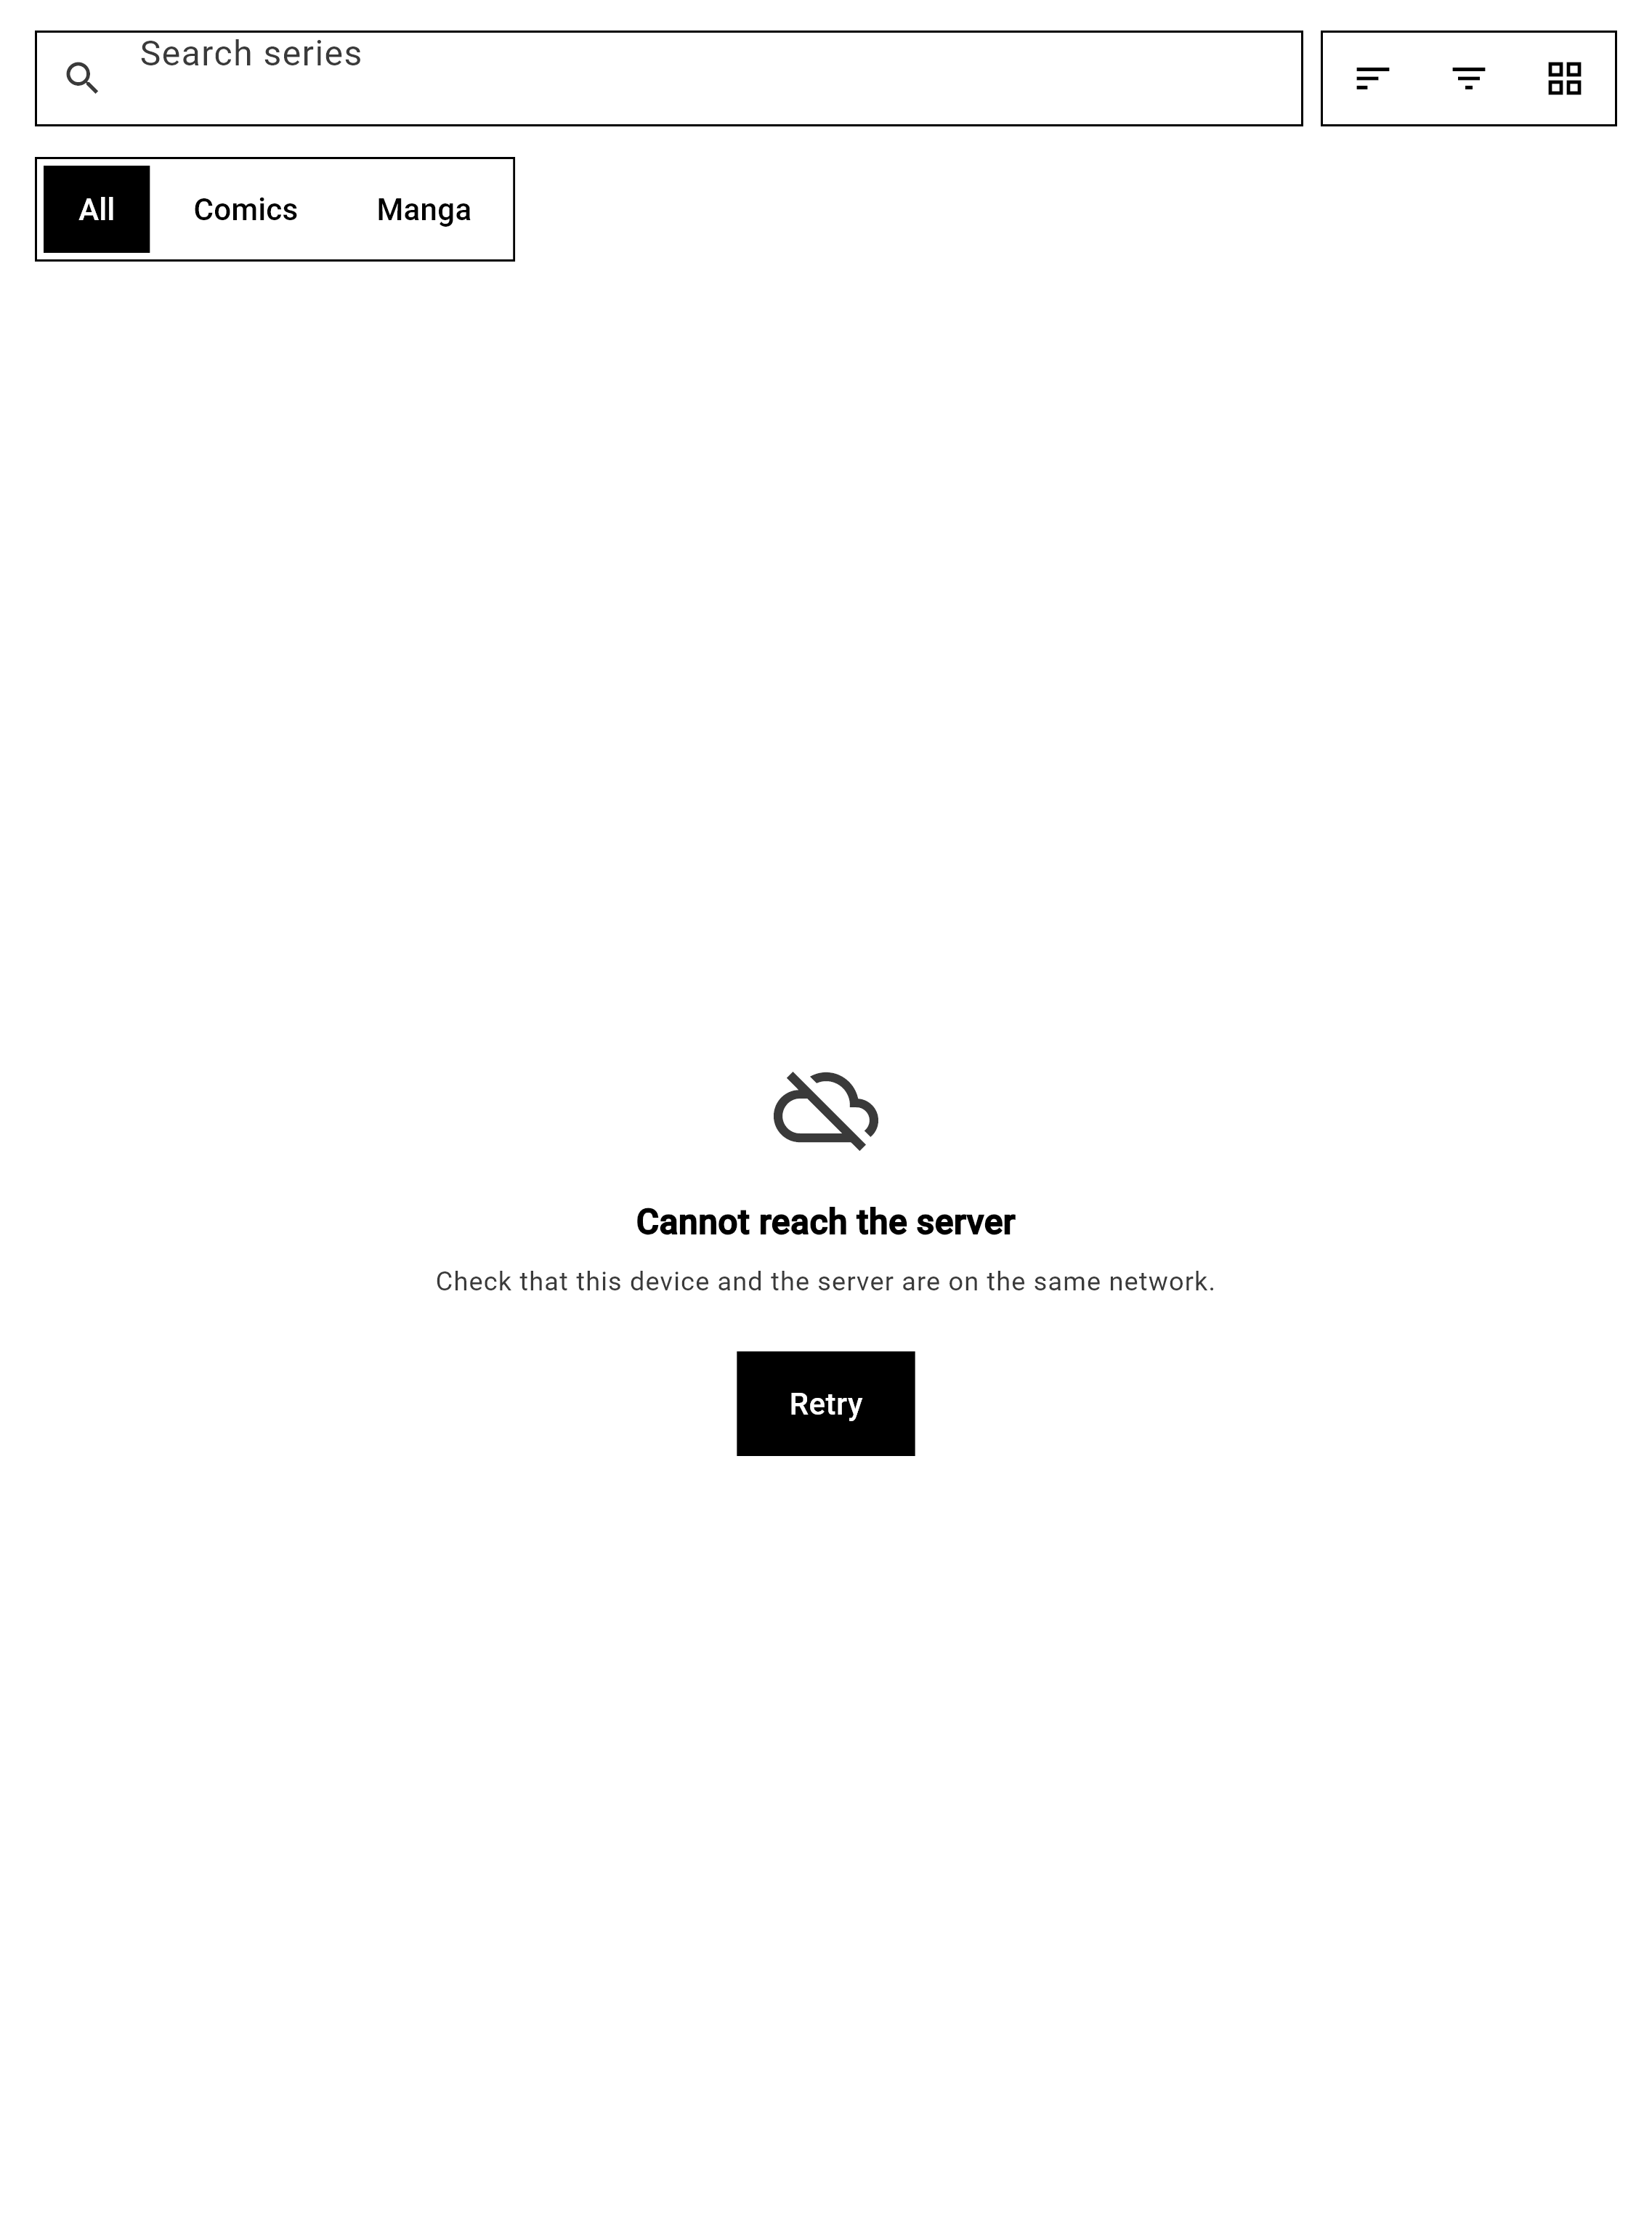 Search series
All Comics Manga
Cannot reach the server
Check that this device and the server are on the same network.
Retry